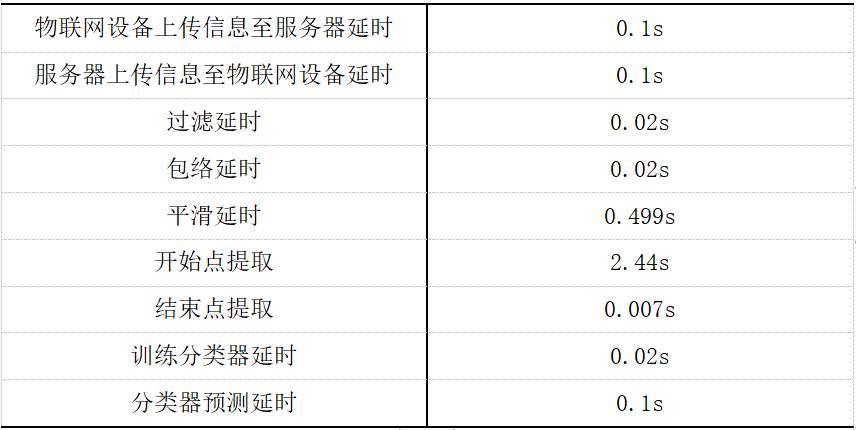 物联网设备上传信息至服务器延时 0.1s
服务器上传信息至物联网设备延时 0.1s
过滤延时 0.02s
包络延时 0.02s
平滑延时 0.499s
开始点提取 2.44s
结束点提取 0.007s
训练分类器延时 0.02s
分类器预测延时 0.1s